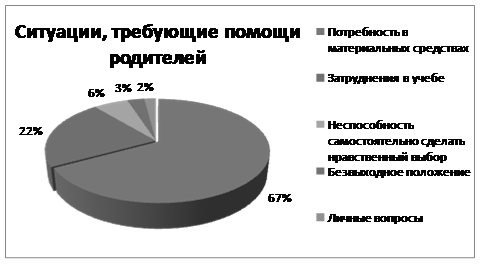 Ситуации, требующие помощи
родителей
3% 2%
6%
22%
67%
Потребность в
материальных средствах
Затруднения в учебе
Неспособность
самостоятельно сделать
нравственный выбор
Безвыходное положение
Личные вопросы